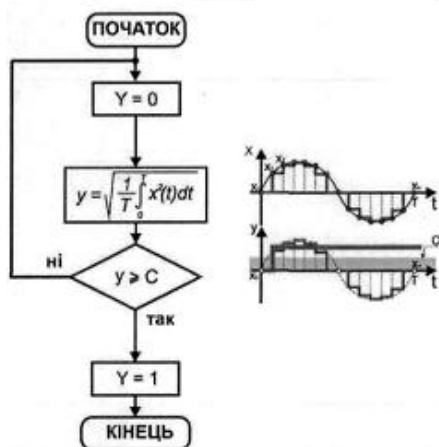 ПОЧАТОК
Y = 0
y = √(1/T ∫₀ᵀ x²(t)dt)
y ⩾ C
ні
так
Y = 1
КІНЕЦЬ
x
t
T
y
C
t
T